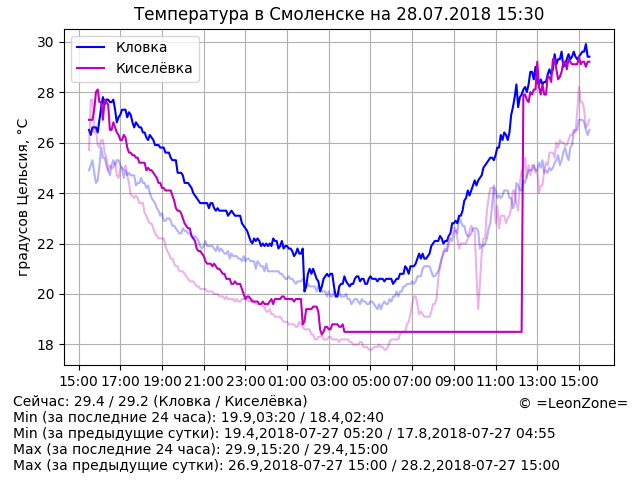 Температура в Смоленске на 28.07.2018 15:30
30
28
26
24
22
20
18
градусов Цельсия, °C
Кловка
Киселёвка
15:00 17:00 19:00 21:00 23:00 01:00 03:00 05:00 07:00 09:00 11:00 13:00 15:00
Сейчас: 29.4 / 29.2 (Кловка / Киселёвка)
© =LeonZone=
Min (за последние 24 часа): 19.9,03:20 / 18.4,02:40
Min (за предыдущие сутки): 19.4,2018-07-27 05:20 / 17.8,2018-07-27 04:55
Max (за последние 24 часа): 29.9,15:20 / 29.4,15:00
Max (за предыдущие сутки): 26.9,2018-07-27 15:00 / 28.2,2018-07-27 15:00